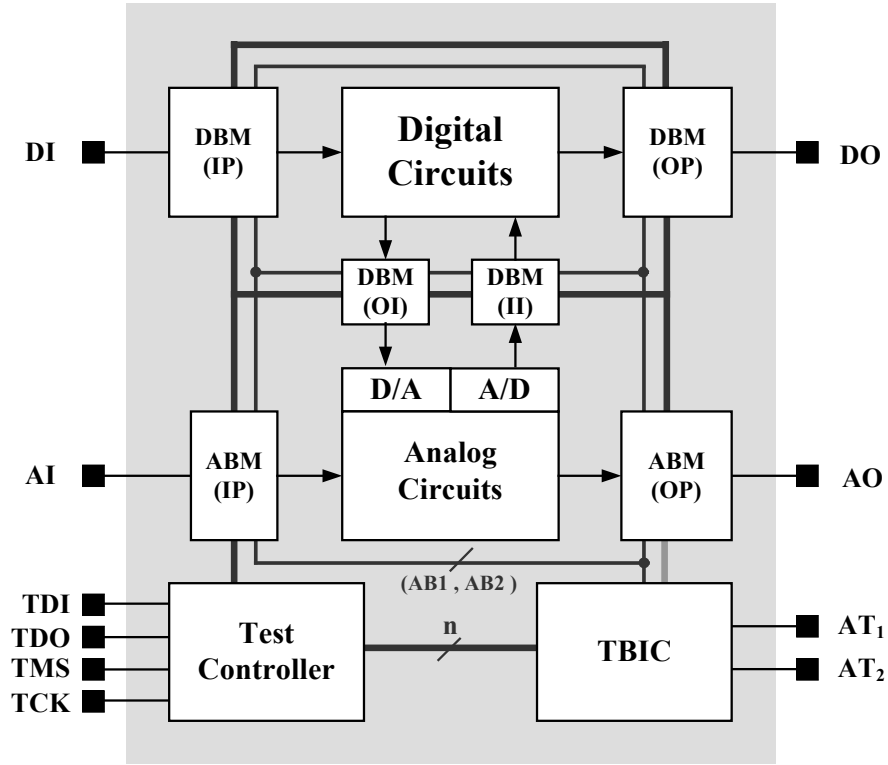 DI
DBM
(IP)
Digital
Circuits
DBM
(OP)
DO
DBM
(OI)
DBM
(II)
D/A
A/D
AI
ABM
(IP)
Analog
Circuits
ABM
(OP)
AO
(AB1 , AB2 )
TDI
TDO
TMS
TCK
Test
Controller
n
TBIC
AT₁
AT₂